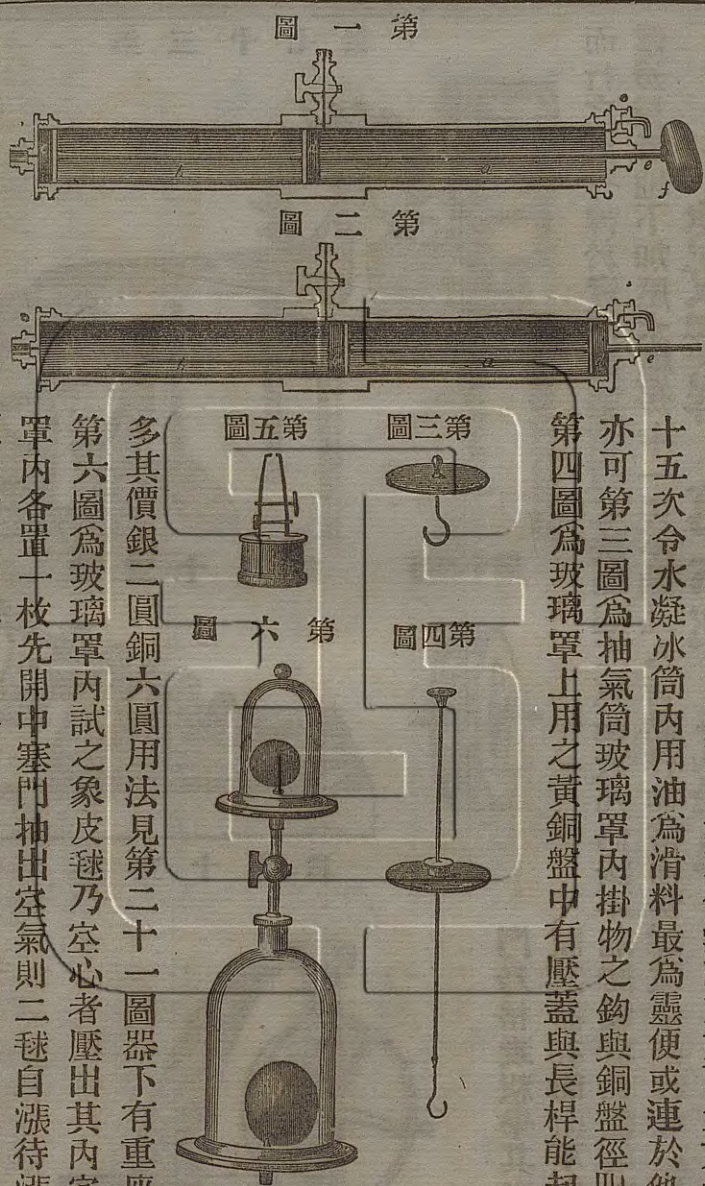 第一圖
h
a
e
f
第二圖
h
a
e
十五次令水凝冰筒內用油爲滑料最爲靈便或連於
亦可第三圖爲抽氣筒玻璃罩內掛物之鈎與銅盤徑
第四圖爲玻璃罩上用之黃銅盤中有壓蓋與長桿能
第三圖
第四圖
第五圖
第六圖
多其價銀二圓銅六圓用法見第二十一圖器下有重
第六圖爲玻璃罩內試之象皮毬乃空心者壓出其內
罩內各置一枚先開中塞門抽出空氣則二毬自漲待